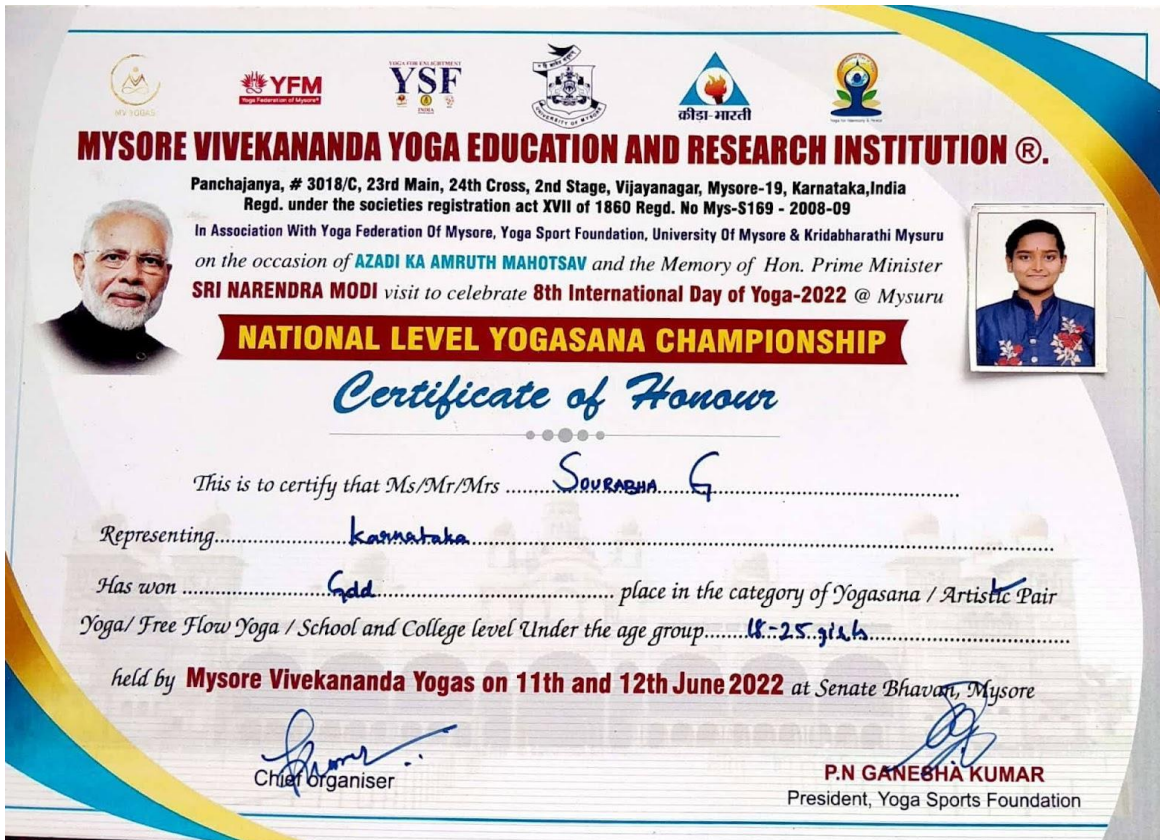 MV YOGAS
YFM
Yoga Federation of Mysore®
YOGA FOR ENLIGHTMENT
YSF
INDIA
UNIVERSITY OF MYSORE
क्रीडा-भारती
Yoga for Harmony & Peace
MYSORE VIVEKANANDA YOGA EDUCATION AND RESEARCH INSTITUTION ®.
Panchajanya, # 3018/C, 23rd Main, 24th Cross, 2nd Stage, Vijayanagar, Mysore-19, Karnataka,India
Regd. under the societies registration act XVII of 1860 Regd. No Mys-S169 - 2008-09
In Association With Yoga Federation Of Mysore, Yoga Sport Foundation, University Of Mysore & Kridabharathi Mysuru
on the occasion of AZADI KA AMRUTH MAHOTSAV and the Memory of Hon. Prime Minister
SRI NARENDRA MODI visit to celebrate 8th International Day of Yoga-2022 @ Mysuru
NATIONAL LEVEL YOGASANA CHAMPIONSHIP
Certificate of Honour
This is to certify that Ms/Mr/Mrs SOURABHA G
Representing Karnataka
Has won Gold place in the category of Yogasana / Artistic Pair
Yoga/ Free Flow Yoga / School and College level Under the age group 18-25 girls
held by Mysore Vivekananda Yogas on 11th and 12th June 2022 at Senate Bhavan, Mysore
Chief organiser
P.N GANESHA KUMAR
President, Yoga Sports Foundation